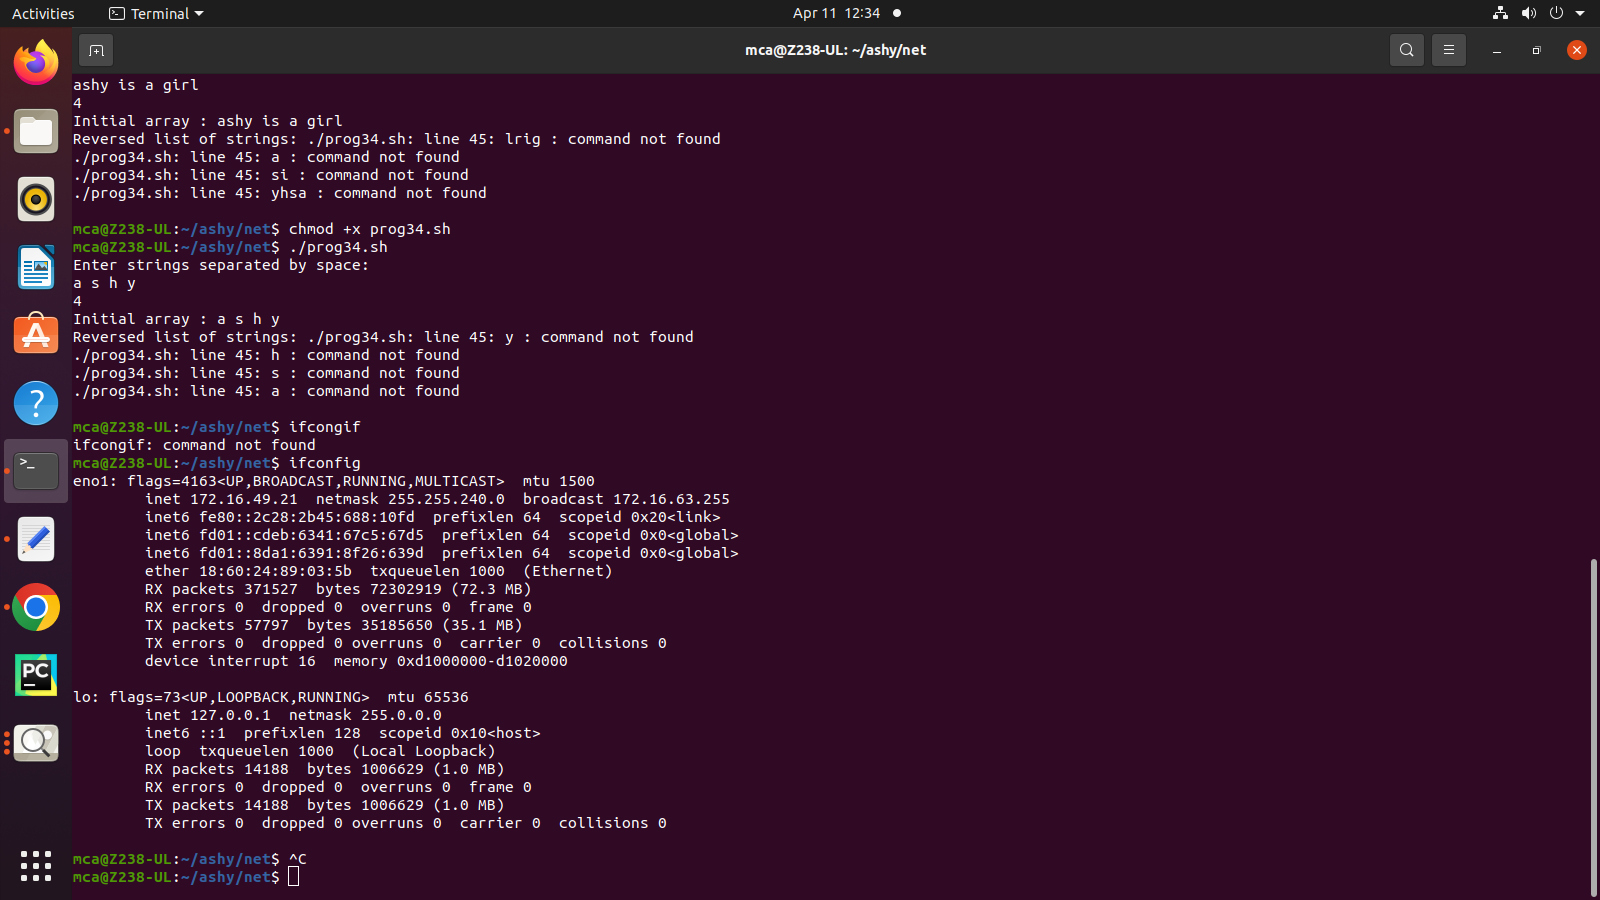 Activities Terminal Apr 11 12:34
mca@Z238-UL: ~/ashy/net
ashy is a girl
4
Initial array : ashy is a girl
Reversed list of strings: ./prog34.sh: line 45: lrig : command not found
./prog34.sh: line 45: a : command not found
./prog34.sh: line 45: si : command not found
./prog34.sh: line 45: yhsa : command not found
mca@Z238-UL:~/ashy/net$ chmod +x prog34.sh
mca@Z238-UL:~/ashy/net$ ./prog34.sh
Enter strings separated by space:
a s h y
4
Initial array : a s h y
Reversed list of strings: ./prog34.sh: line 45: y : command not found
./prog34.sh: line 45: h : command not found
./prog34.sh: line 45: s : command not found
./prog34.sh: line 45: a : command not found
mca@Z238-UL:~/ashy/net$ ifcongif
ifcongif: command not found
mca@Z238-UL:~/ashy/net$ ifconfig
eno1: flags=4163<UP,BROADCAST,RUNNING,MULTICAST>  mtu 1500
inet 172.16.49.21  netmask 255.255.240.0  broadcast 172.16.63.255
inet6 fe80::2c28:2b45:688:10fd  prefixlen 64  scopeid 0x20<link>
inet6 fd01::cdeb:6341:67c5:67d5  prefixlen 64  scopeid 0x0<global>
inet6 fd01::8da1:6391:8f26:639d  prefixlen 64  scopeid 0x0<global>
ether 18:60:24:89:03:5b  txqueuelen 1000  (Ethernet)
RX packets 371527  bytes 72302919 (72.3 MB)
RX errors 0  dropped 0  overruns 0  frame 0
TX packets 57797  bytes 35185650 (35.1 MB)
TX errors 0  dropped 0 overruns 0  carrier 0  collisions 0
device interrupt 16  memory 0xd1000000-d1020000
lo: flags=73<UP,LOOPBACK,RUNNING>  mtu 65536
inet 127.0.0.1  netmask 255.0.0.0
inet6 ::1  prefixlen 128  scopeid 0x10<host>
loop  txqueuelen 1000  (Local Loopback)
RX packets 14188  bytes 1006629 (1.0 MB)
RX errors 0  dropped 0  overruns 0  frame 0
TX packets 14188  bytes 1006629 (1.0 MB)
TX errors 0  dropped 0 overruns 0  carrier 0  collisions 0
mca@Z238-UL:~/ashy/net$ ^C
mca@Z238-UL:~/ashy/net$
PC